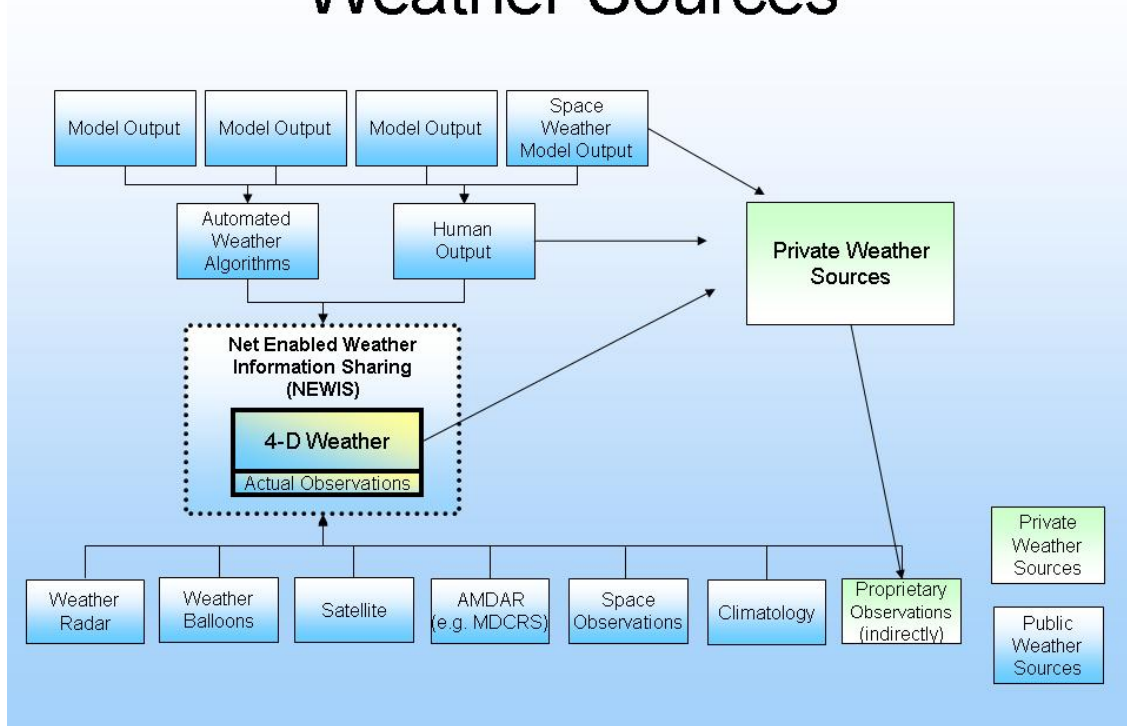 Weather Sources
Model Output
Model Output
Model Output
Space
Weather
Model Output
Automated
Weather
Algorithms
Human
Output
Private Weather
Sources
Net Enabled Weather
Information Sharing
(NEWIS)
4-D Weather
Actual Observations
Weather
Radar
Weather
Balloons
Satellite
AMDAR
(e.g. MDCRS)
Space
Observations
Climatology
Proprietary
Observations
(indirectly)
Private
Weather
Sources
Public
Weather
Sources